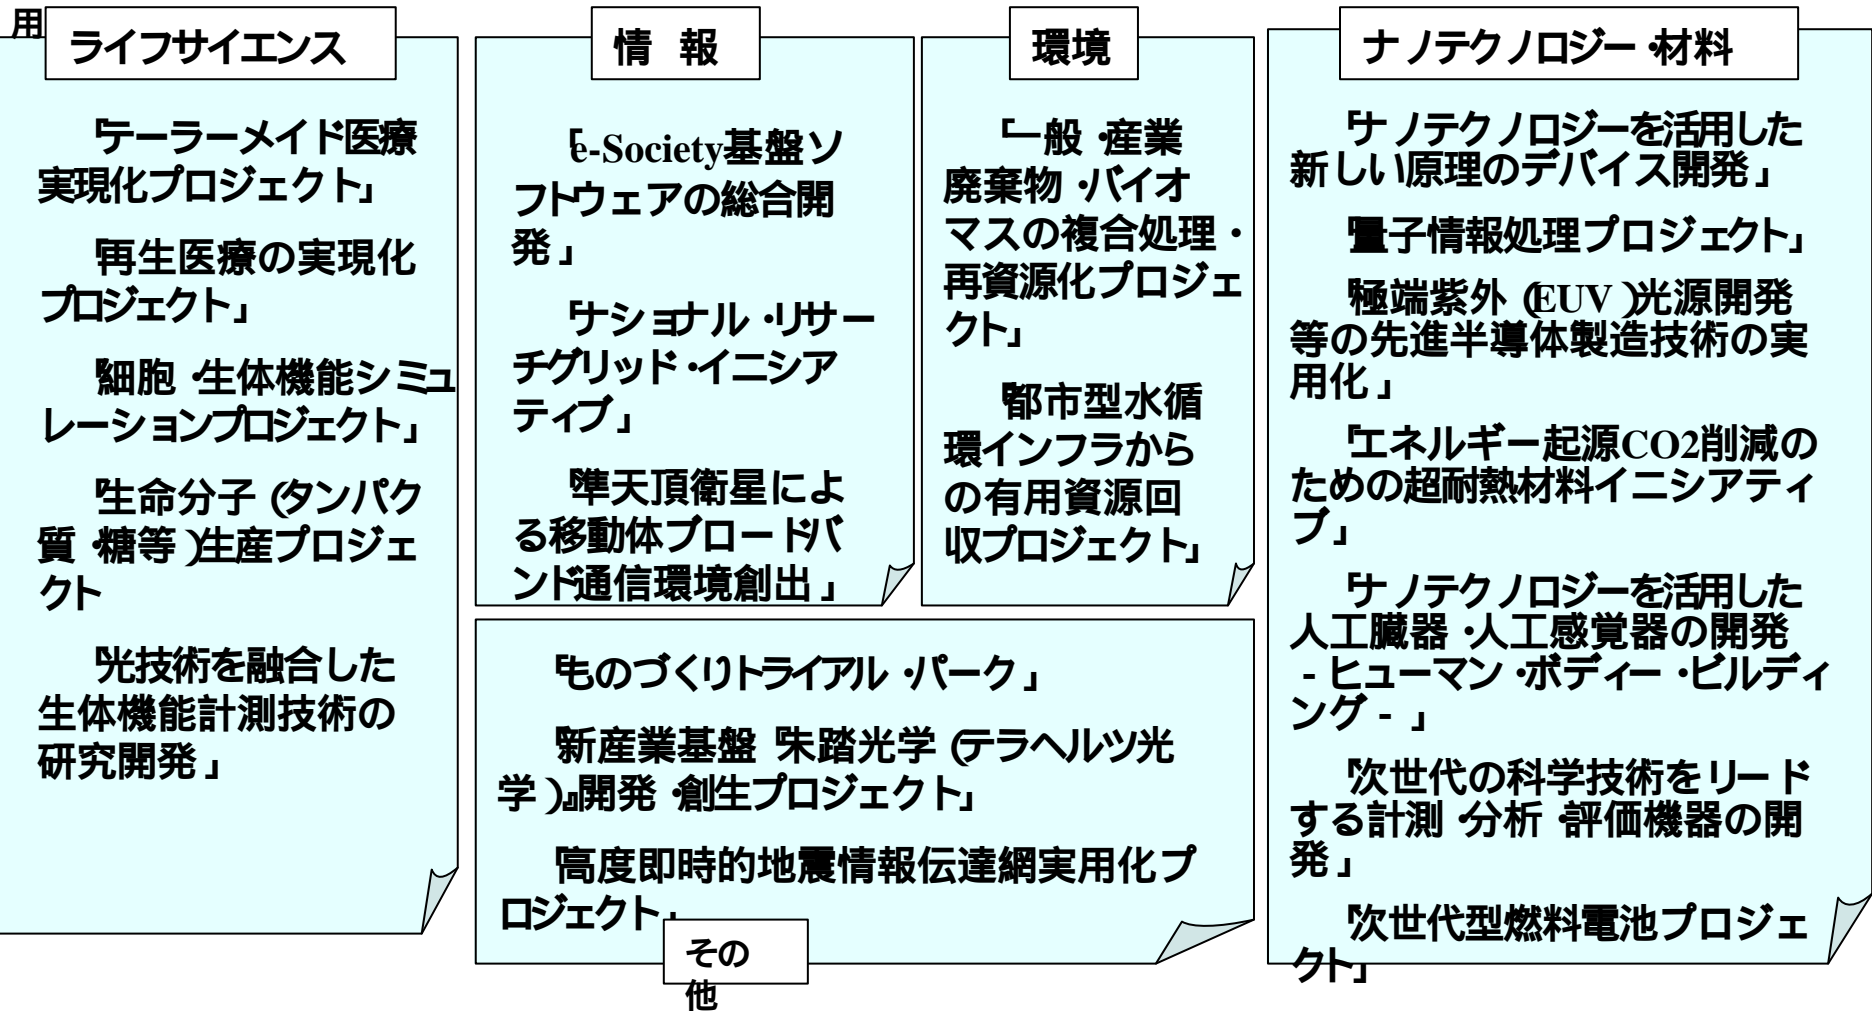 用
ライフサイエンス
「テーラーメイド医療
実現化プロジェクト」
「再生医療の実現化
プロジェクト」
「細胞・生体機能シミュ
レーションプロジェクト」
「生命分子(タンパク
質・糖等)生産プロジェ
クト
「光技術を融合した
生体機能計測技術の
研究開発」
情 報
「e-Society基盤ソ
フトウェアの総合開
発」
「ナショナル・リサー
チグリッド・イニシア
ティブ」
「準天頂衛星によ
る移動体ブロードバ
ンド通信環境創出」
環境
「一般・産業
廃棄物・バイオ
マスの複合処理・
再資源化プロジェ
クト」
「都市型水循
環インフラから
の有用資源回
収プロジェクト」
「ものづくりトライアル・パーク」
「新産業基盤『未踏光学(テラヘルツ光
学)』開発・創生プロジェクト」
「高度即時的地震情報伝達網実用化プ
ロジェクト」
その
他
ナノテクノロジー・材料
「ナノテクノロジーを活用した
新しい原理のデバイス開発」
「量子情報処理プロジェクト」
「極端紫外(EUV)光源開発
等の先進半導体製造技術の実
用化」
「エネルギー起源CO2削減の
ための超耐熱材料イニシアティ
ブ」
「ナノテクノロジーを活用した
人工臓器・人工感覚器の開発
-ヒューマン・ボディー・ビルディ
ング-」
「次世代の科学技術をリード
する計測・分析・評価機器の開
発」
「次世代型燃料電池プロジェ
クト」